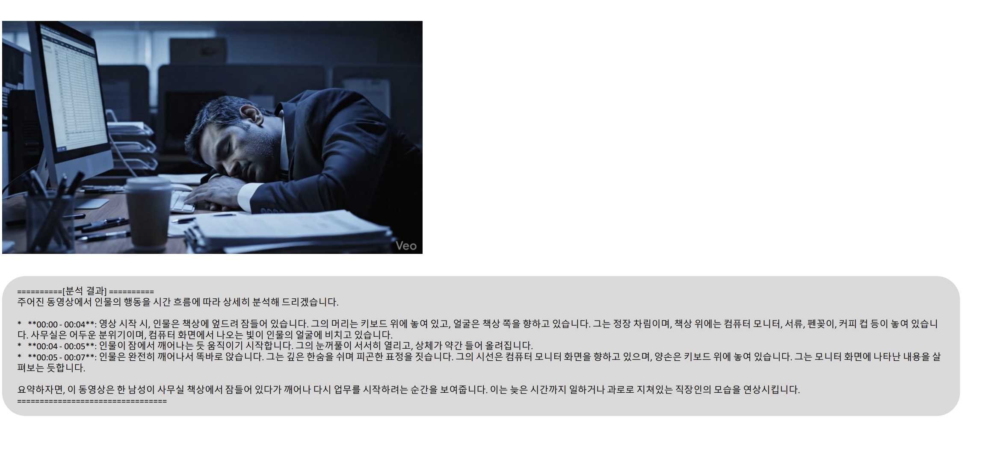 Veo
==========[분석 결과] ==========
주어진 동영상에서 인물의 행동을 시간 흐름에 따라 상세히 분석해 드리겠습니다.
*   **00:00 - 00:04**: 영상 시작 시, 인물은 책상에 엎드려 잠들어 있습니다. 그의 머리는 키보드 위에 놓여 있고, 얼굴은 책상 쪽을 향하고 있습니다. 그는 정장 차림이며, 책상 위에는 컴퓨터 모니터, 서류, 펜꽂이, 커피 컵 등이 놓여 있습니
다. 사무실은 어두운 분위기이며, 컴퓨터 화면에서 나오는 빛이 인물의 얼굴에 비치고 있습니다.
*   **00:04 - 00:05**: 인물이 잠에서 깨어나는 듯 움직이기 시작합니다. 그의 눈꺼풀이 서서히 열리고, 상체가 약간 들어 올려집니다.
*   **00:05 - 00:07**: 인물은 완전히 깨어나서 똑바로 앉습니다. 그는 깊은 한숨을 쉬며 피곤한 표정을 짓습니다. 그의 시선은 컴퓨터 모니터 화면을 향하고 있으며, 양손은 키보드 위에 놓여 있습니다. 그는 모니터 화면에 나타난 내용을 살
펴보는 듯합니다.
요약하자면, 이 동영상은 한 남성이 사무실 책상에서 잠들어 있다가 깨어나 다시 업무를 시작하려는 순간을 보여줍니다. 이는 늦은 시간까지 일하거나 과로로 지쳐있는 직장인의 모습을 연상시킵니다.
=================================